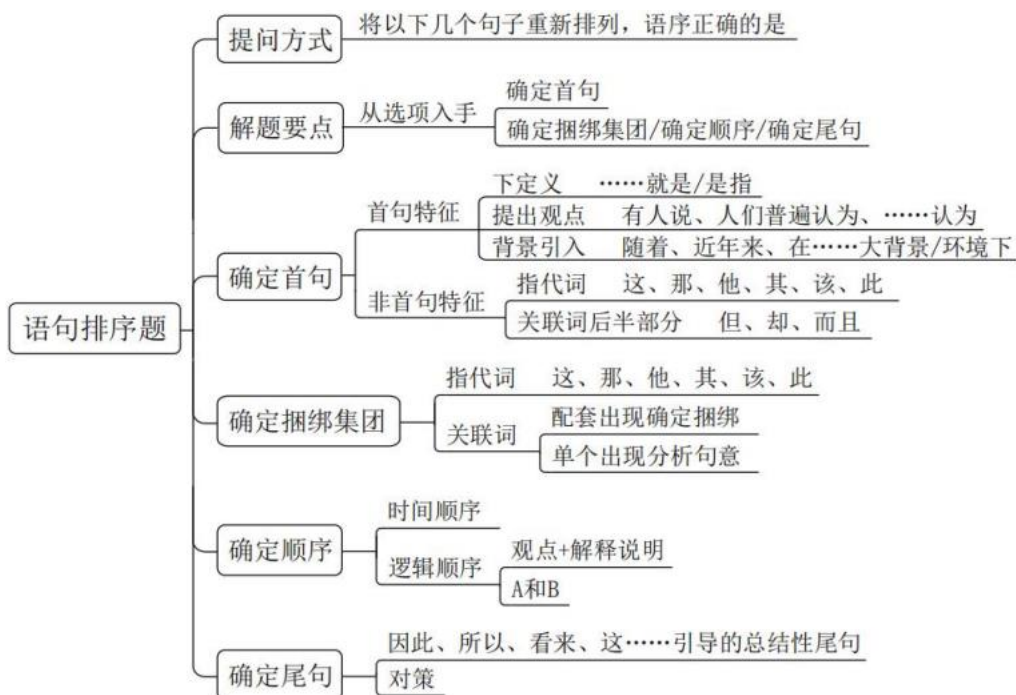 语句排序题
提问方式
将以下几个句子重新排列，语序正确的是
解题要点
从选项入手
确定首句
确定捆绑集团/确定顺序/确定尾句
确定首句
首句特征
下定义 ……就是/是指
提出观点 有人说、人们普遍认为、……认为
背景引入 随着、近年来、在……大背景/环境下
非首句特征
指代词 这、那、他、其、该、此
关联词后半部分 但、却、而且
确定捆绑集团
指代词 这、那、他、其、该、此
关联词
配套出现确定捆绑
单个出现分析句意
确定顺序
时间顺序
逻辑顺序
观点+解释说明
A和B
确定尾句
因此、所以、看来、这……引导的总结性尾句
对策